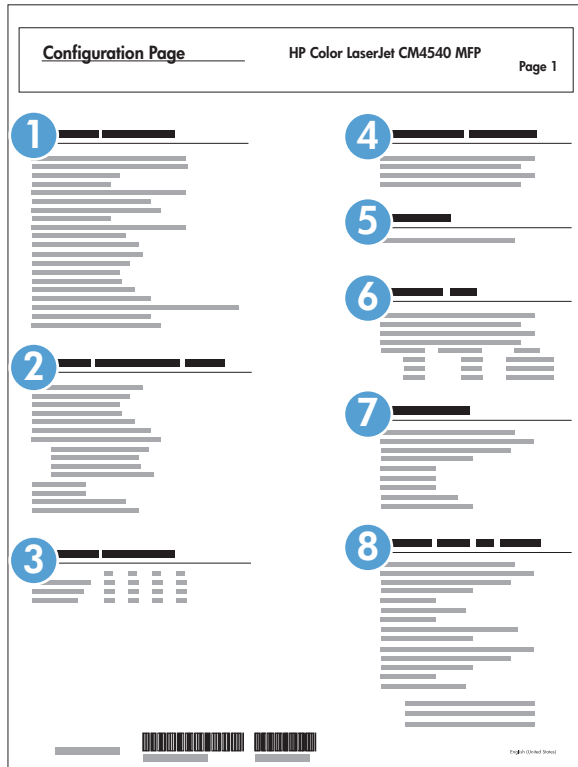 Configuration Page
HP Color LaserJet CM4540 MFP
Page 1
1
2
3
4
5
6
7
8
English (United States)